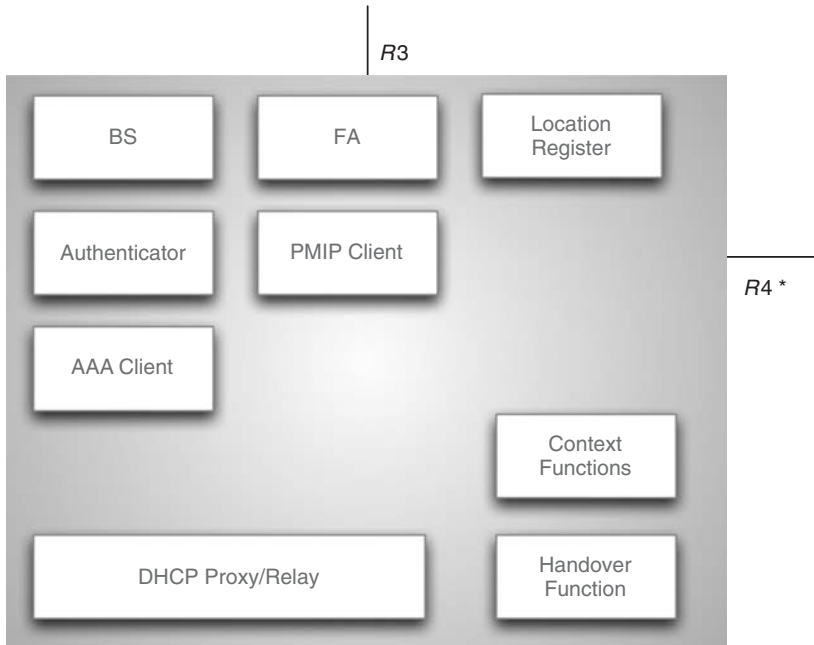 R3
BS
FA
Location
Register
Authenticator
PMIP Client
R4 *
AAA Client
Context
Functions
DHCP Proxy/Relay
Handover
Function